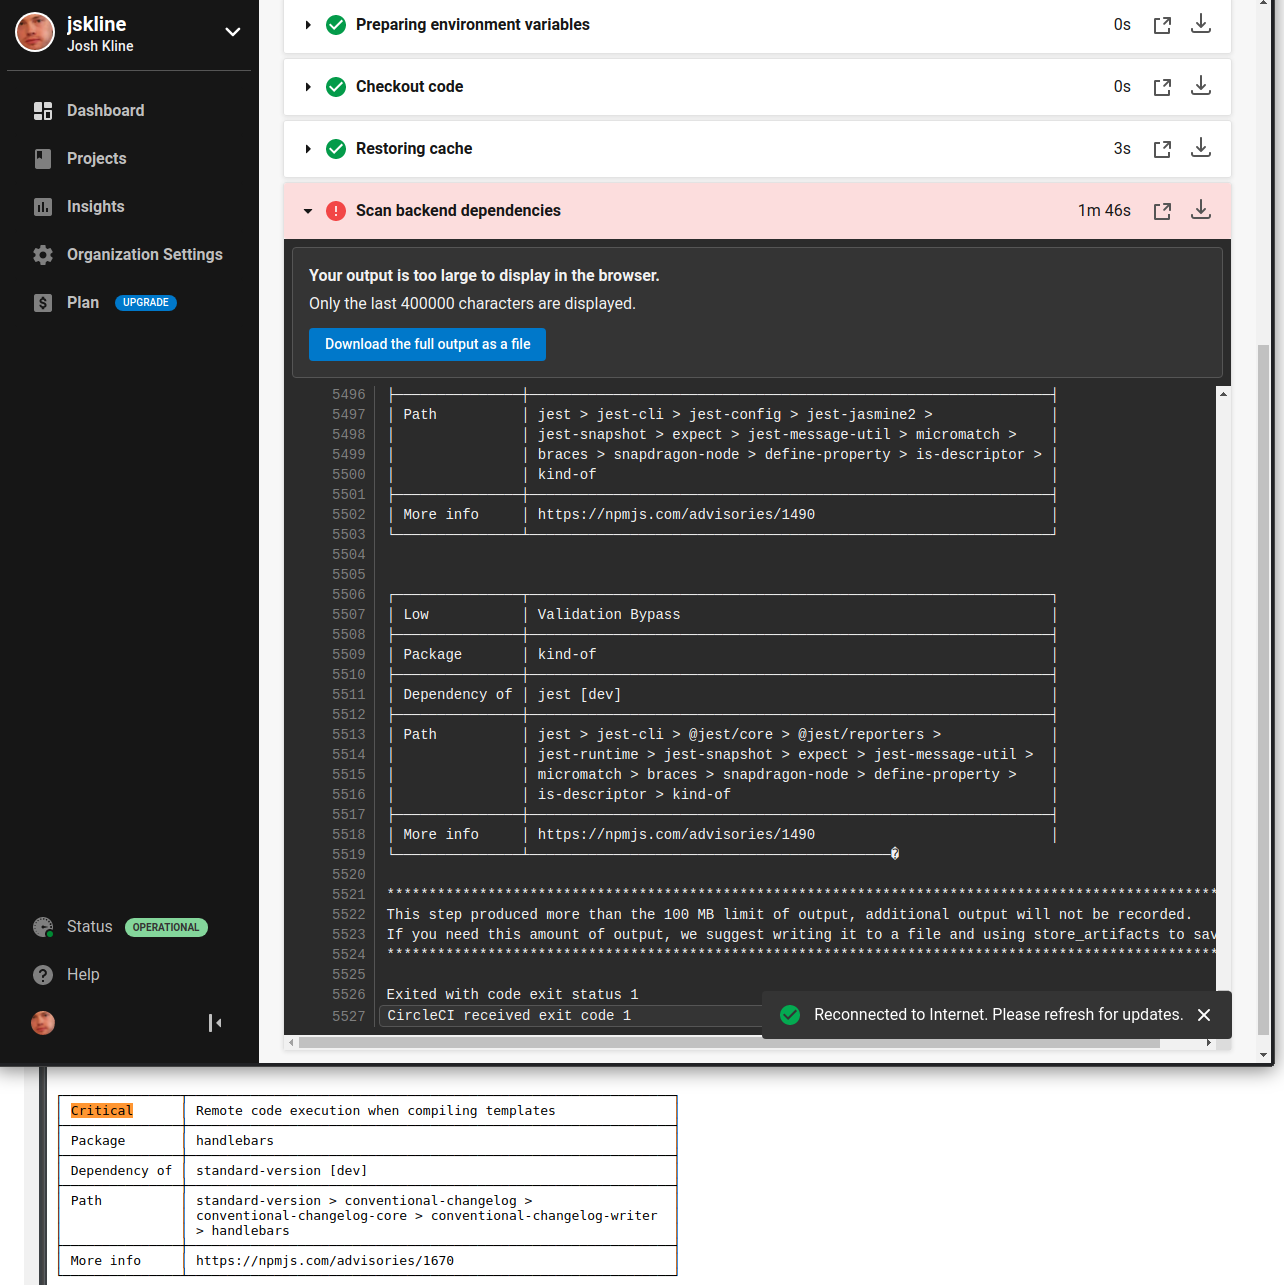 jskline
Josh Kline
Dashboard
Projects
Insights
Organization Settings
Plan UPGRADE
Status OPERATIONAL
Help
Preparing environment variables 0s
Checkout code 0s
Restoring cache 3s
Scan backend dependencies 1m 46s
Your output is too large to display in the browser.
Only the last 400000 characters are displayed.
Download the full output as a file
5496
5497 Path jest > jest-cli > jest-config > jest-jasmine2 >
5498 jest-snapshot > expect > jest-message-util > micromatch >
5499 braces > snapdragon-node > define-property > is-descriptor >
5500 kind-of
5501
5502 More info https://npmjs.com/advisories/1490
5503
5504
5505
5506
5507 Low Validation Bypass
5508
5509 Package kind-of
5510
5511 Dependency of jest [dev]
5512
5513 Path jest > jest-cli > @jest/core > @jest/reporters >
5514 jest-runtime > jest-snapshot > expect > jest-message-util >
5515 micromatch > braces > snapdragon-node > define-property >
5516 is-descriptor > kind-of
5517
5518 More info https://npmjs.com/advisories/1490
5519 �
5520
5521 ***************************************************************************************************
5522 This step produced more than the 100 MB limit of output, additional output will not be recorded.
5523 If you need this amount of output, we suggest writing it to a file and using store_artifacts to sav
5524 ***************************************************************************************************
5525
5526 Exited with code exit status 1
5527 CircleCI received exit code 1
Reconnected to Internet. Please refresh for updates.
Critical Remote code execution when compiling templates
Package handlebars
Dependency of standard-version [dev]
Path standard-version > conventional-changelog >
conventional-changelog-core > conventional-changelog-writer
> handlebars
More info https://npmjs.com/advisories/1670